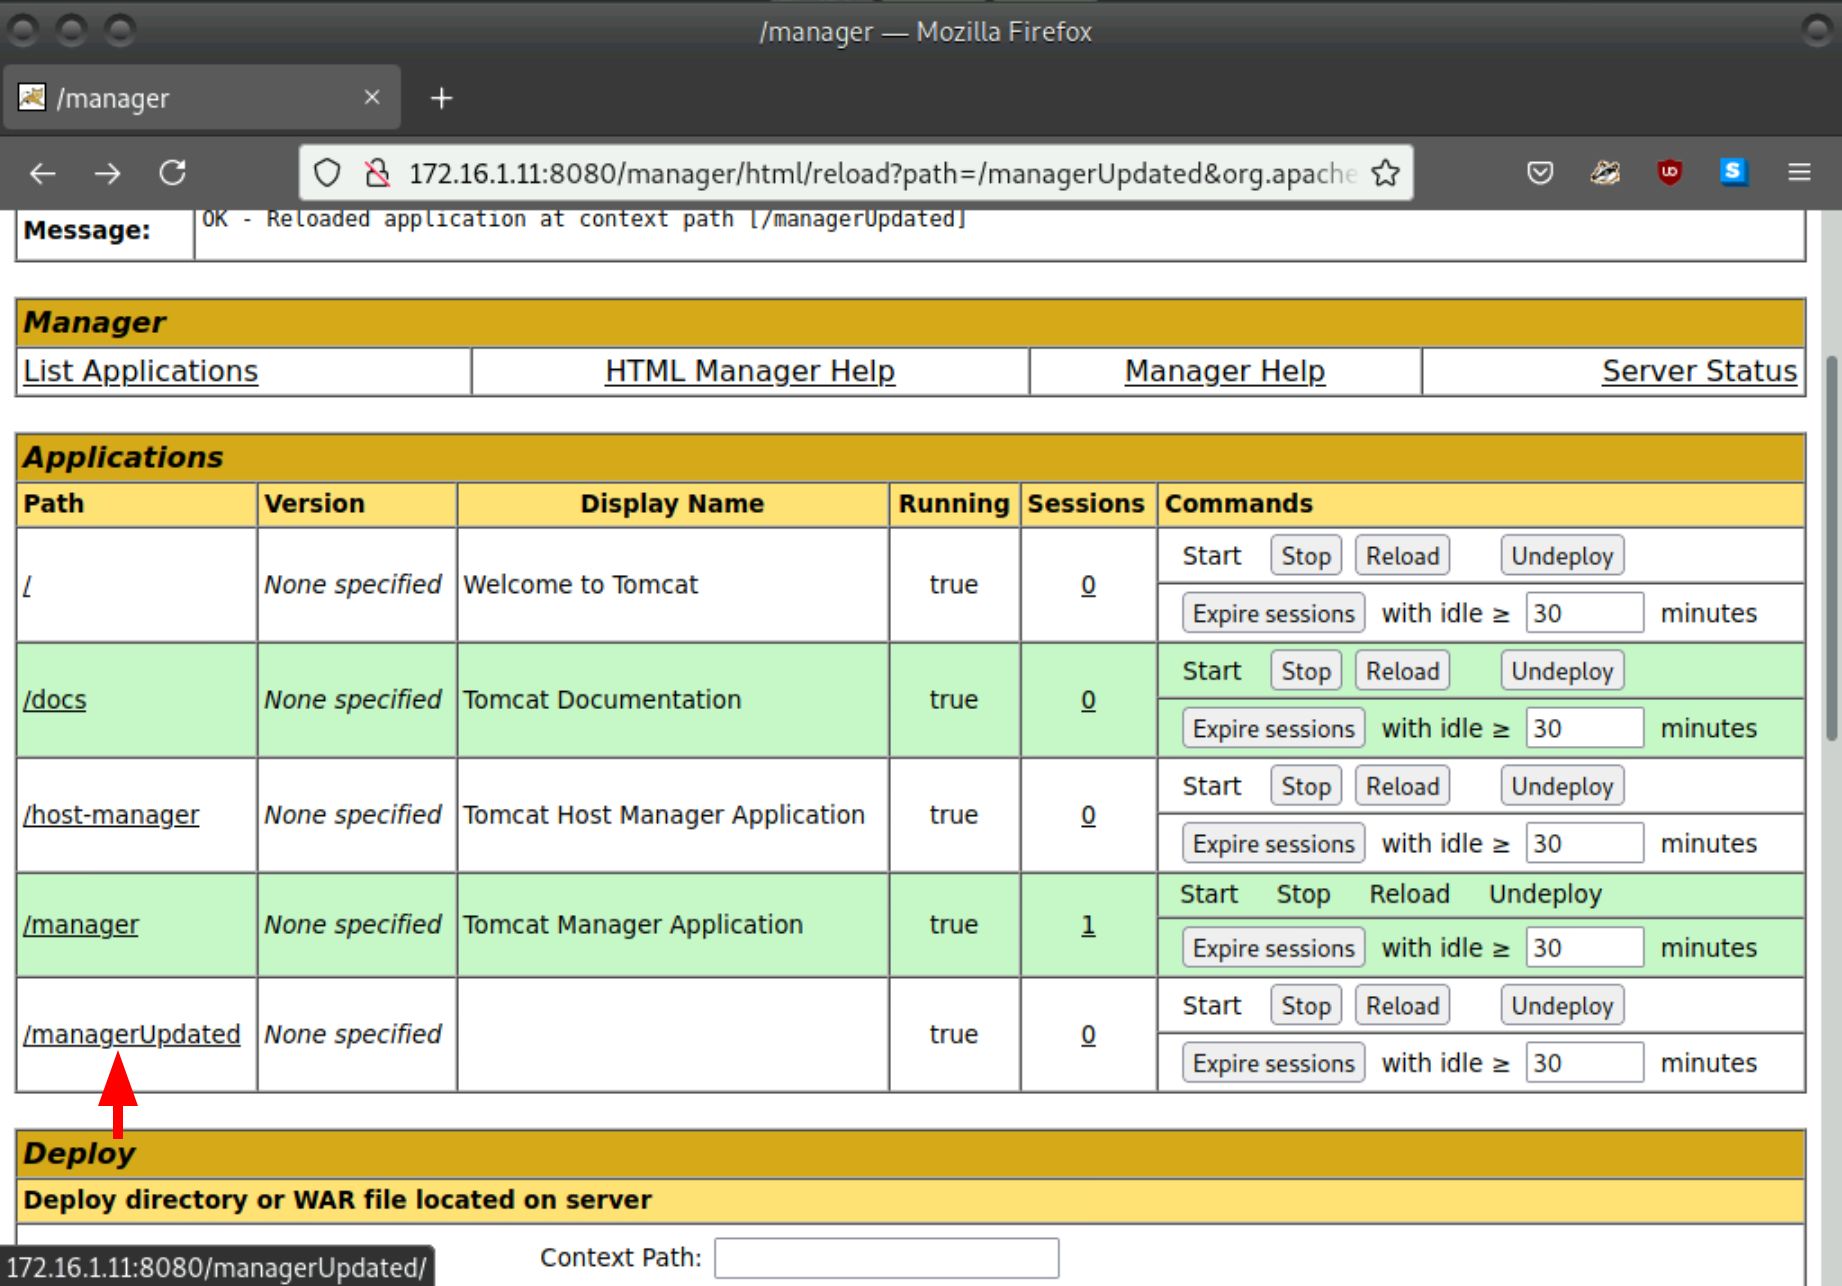 /manager — Mozilla Firefox
/manager
172.16.1.11:8080/manager/html/reload?path=/managerUpdated&org.apache
Message: OK - Reloaded application at context path [/managerUpdated]
Manager
List Applications HTML Manager Help Manager Help Server Status
Applications
Path Version Display Name Running Sessions Commands
/ None specified Welcome to Tomcat true 0 Start Stop Reload Undeploy
Expire sessions with idle ≥ 30 minutes
/docs None specified Tomcat Documentation true 0 Start Stop Reload Undeploy
Expire sessions with idle ≥ 30 minutes
/host-manager None specified Tomcat Host Manager Application true 0 Start Stop Reload Undeploy
Expire sessions with idle ≥ 30 minutes
/manager None specified Tomcat Manager Application true 1 Start Stop Reload Undeploy
Expire sessions with idle ≥ 30 minutes
/managerUpdated None specified true 0 Start Stop Reload Undeploy
Expire sessions with idle ≥ 30 minutes
Deploy
Deploy directory or WAR file located on server
Context Path:
172.16.1.11:8080/managerUpdated/